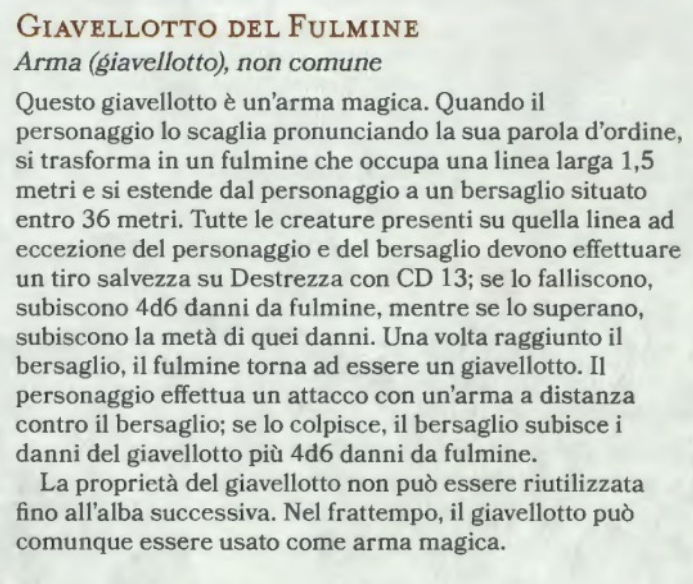 GIAVELLOTTO DEL FULMINE
Arma (giavellotto), non comune
Questo giavellotto è un'arma magica. Quando il
personaggio lo scaglia pronunciando la sua parola d'ordine,
si trasforma in un fulmine che occupa una linea larga 1,5
metri e si estende dal personaggio a un bersaglio situato
entro 36 metri. Tutte le creature presenti su quella linea ad
eccezione del personaggio e del bersaglio devono effettuare
un tiro salvezza su Destrezza con CD 13; se lo falliscono,
subiscono 4d6 danni da fulmine, mentre se lo superano,
subiscono la metà di quei danni. Una volta raggiunto il
bersaglio, il fulmine torna ad essere un giavellotto. Il
personaggio effettua un attacco con un'arma a distanza
contro il bersaglio; se lo colpisce, il bersaglio subisce i
danni del giavellotto più 4d6 danni da fulmine.
La proprietà del giavellotto non può essere riutilizzata
fino all'alba successiva. Nel frattempo, il giavellotto può
comunque essere usato come arma magica.